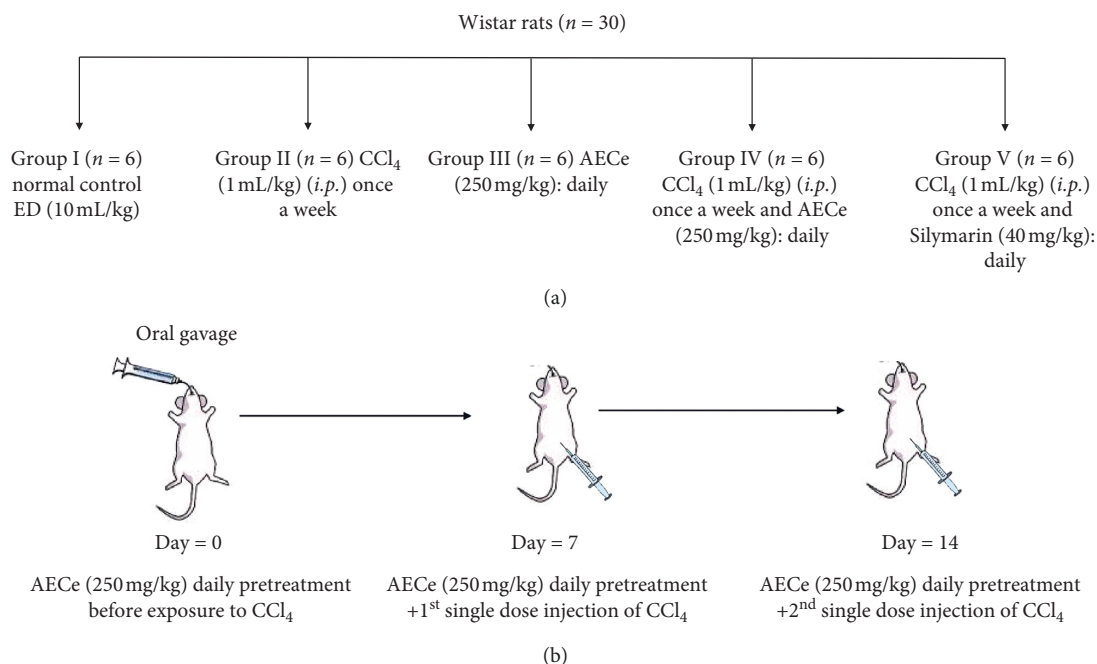 Wistar rats (n = 30)
Group I (n = 6)
normal control
ED (10 mL/kg)
Group II (n = 6) CCl₄
(1 mL/kg) (i.p.) once
a week
Group III (n = 6) AECe
(250 mg/kg): daily
Group IV (n = 6)
CCl₄ (1 mL/kg) (i.p.)
once a week and AECe
(250 mg/kg): daily
Group V (n = 6)
CCl₄ (1 mL/kg) (i.p.)
once a week and
Silymarin (40 mg/kg):
daily
(a)
Oral gavage
Day = 0
AECe (250 mg/kg) daily pretreatment
before exposure to CCl₄
Day = 7
AECe (250 mg/kg) daily pretreatment
+1ˢᵗ single dose injection of CCl₄
Day = 14
AECe (250 mg/kg) daily pretreatment
+2ⁿᵈ single dose injection of CCl₄
(b)